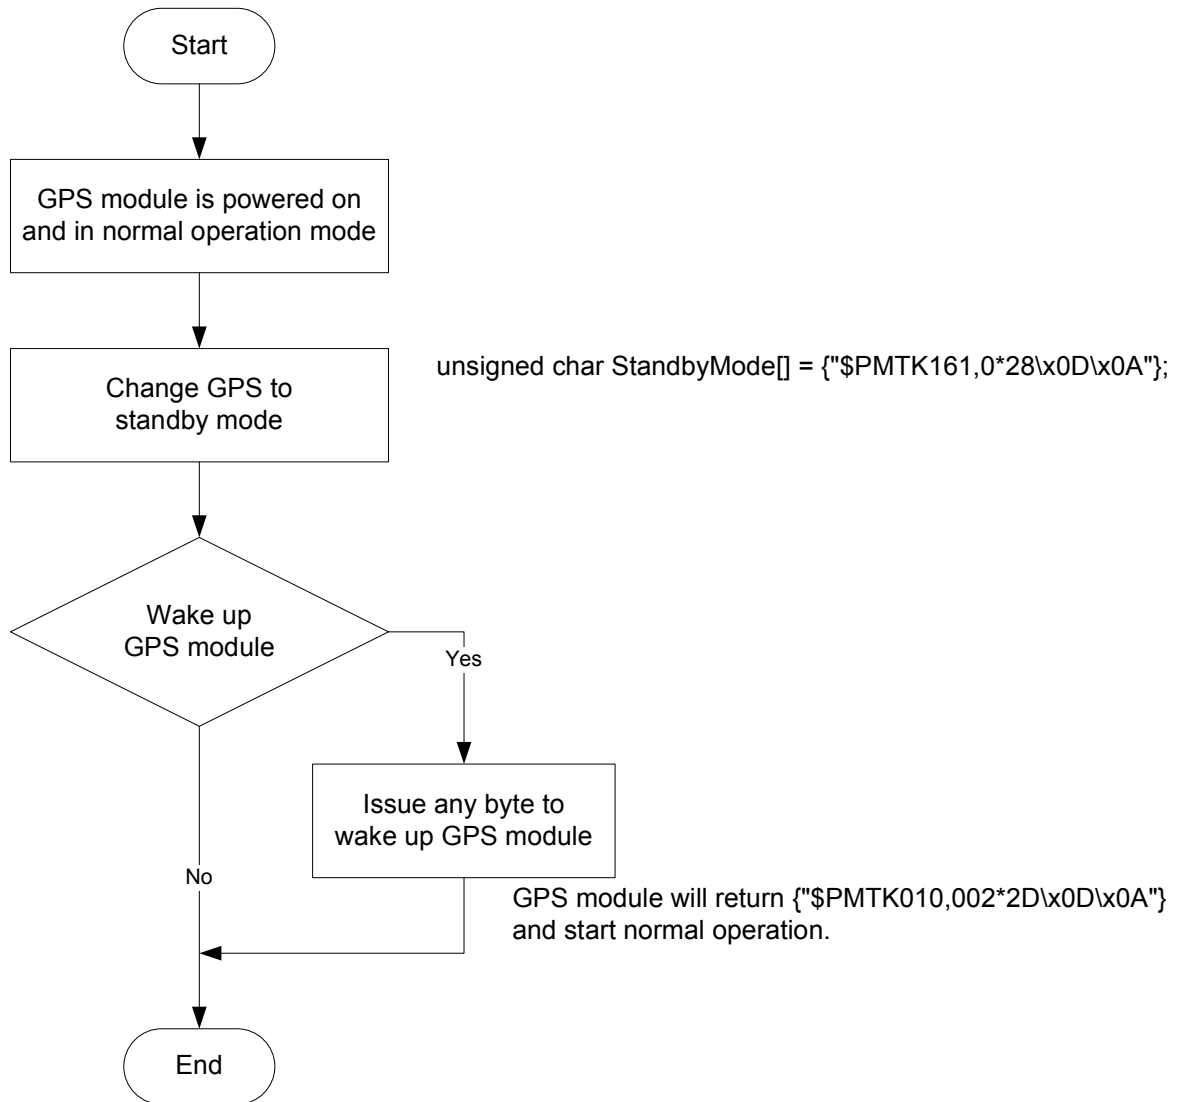 Start
GPS module is powered on
and in normal operation mode
Change GPS to
standby mode
unsigned char StandbyMode[] = {"$PMTK161,0*28\x0D\x0A"};
Wake up
GPS module
Yes
Issue any byte to
wake up GPS module
No
GPS module will return {"$PMTK010,002*2D\x0D\x0A"}
and start normal operation.
End